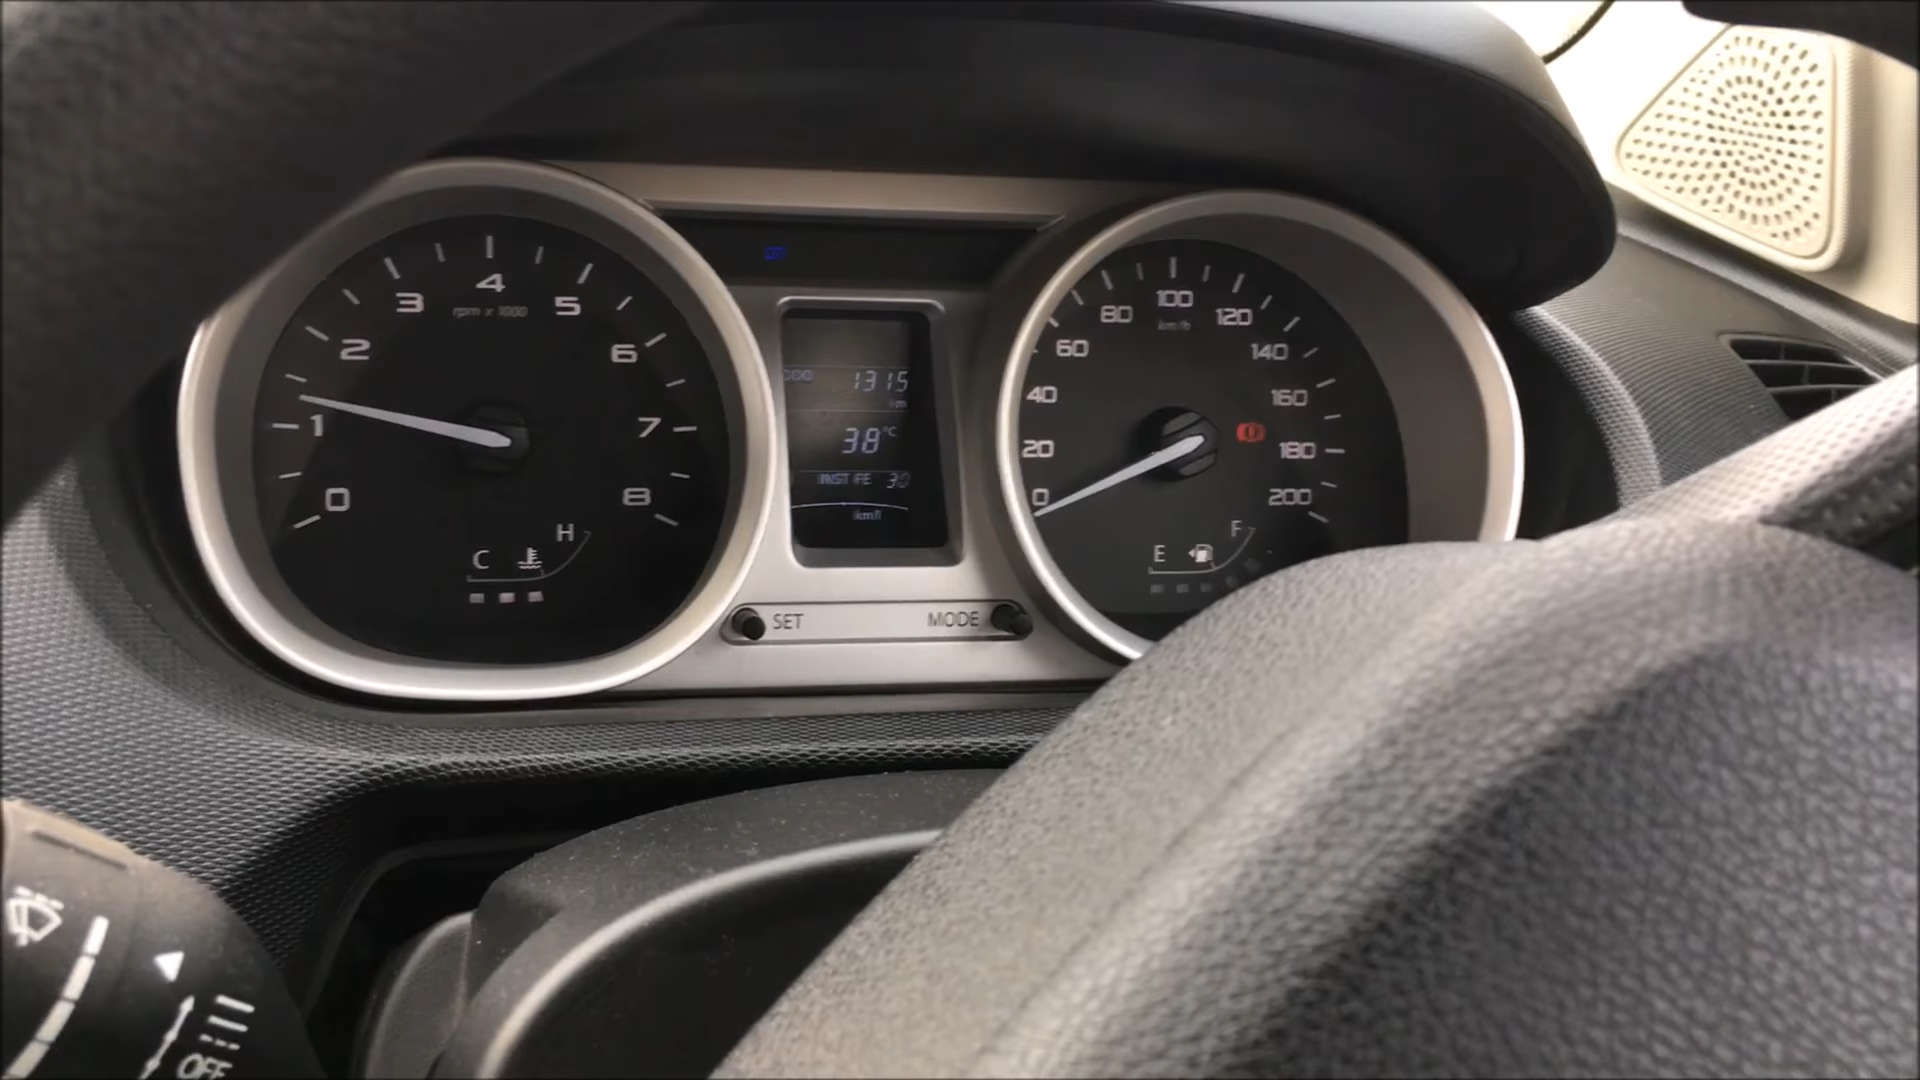 0 1 2 3 4 5 6 7 8
rpm x 1000
C H
1315
km
38°C
INST FE 30
km/l
SET MODE
0 20 40 60 80 100 120 140 160 180 200
km/h
E F
OFF